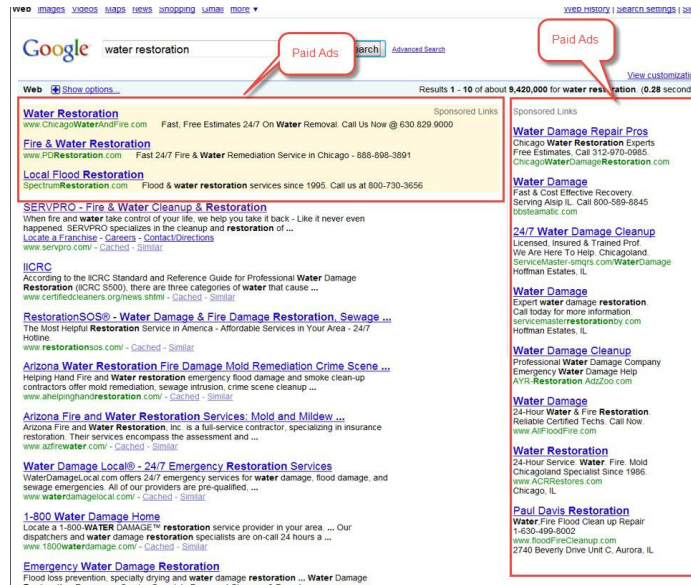 Web Images Videos Maps News Shopping Gmail more ▼
Web History | Search settings |
Google
water restoration
Advanced Search
Paid Ads
Paid Ads
View
Web Show options...
Results 1 - 10 of about 9,420,000 for water restoration. (0.28
Sponsored Links
Water Restoration
www.ChicagoWaterAndFire.com Fast, Free Estimates 24/7 On Water Removal. Call Us Now @ 630.829.9000
Fire & Water Restoration
www.PDRestoration.com Fast 24/7 Fire & Water Remediation Service in Chicago - 888-698-3891
Local Flood Restoration
SpectrumRestoration.com Flood & water restoration services since 1995. Call us at 800-730-3656
SERVPRO - Fire & Water Cleanup & Restoration
When fire and water take control of your life, we help you take it back - Like it never even
happened. SERVPRO specializes in the cleanup and restoration of ...
Locate a Franchise - Careers - Contact/Directions
www.servpro.com/ - Cached - Similar
IICRC
According to the IICRC Standard and Reference Guide for Professional Water Damage
Restoration (IICRC S500), there are three categories of water that cause ...
www.certifiedcleaners.org/news.shtml - Cached - Similar
RestorationSOS® - Water Damage & Fire Damage Restoration, Sewage ...
The Most Helpful Restoration Service in America - Affordable Services in Your Area - 24/7
Hotline.
www.restorationsos.com/ - Cached - Similar
Arizona Water Restoration Fire Damage Mold Remediation Crime Scene ...
Helping Hand Fire and Water restoration emergency flood damage and smoke clean-up
contractors offer mold remediation, sewage intrusion, crime scene cleanup ...
www.ahelpinghandrestoration.com/ - Cached - Similar
Arizona Fire and Water Restoration Services: Mold and Mildew ...
Arizona Fire and Water Restoration, Inc. is a full-service contractor, specializing in insurance
restoration. Their services encompass the assessment and ...
www.azfirewater.com/ - Cached - Similar
Water Damage Local® - 24/7 Emergency Restoration Services
WaterDamageLocal.com offers 24/7 emergency services for water damage, flood damage, and
sewage emergencies. All of our providers are pre-qualified, ...
www.waterdamagelocal.com/ - Cached - Similar
1-800 Water Damage Home
Locate a 1-800-WATER DAMAGE™ restoration service provider in your area. ... Our
dispatchers and water damage restoration specialists are on-call 24 hours a ...
www.1800waterdamage.com/ - Cached - Similar
Emergency Water Damage Restoration
Flood loss prevention, specialty drying and water damage restoration ... Water Damage
Sponsored Links
Water Damage Repair Pros
Chicago Water Restoration Experts
Free Estimates. Call 312-970-0985.
ChicagoWaterDamageRestoration.com
Water Damage
Fast & Cost Effective Recovery.
Serving Alsip IL. Call 800-589-8845
bbsteamatic.com
24/7 Water Damage Cleanup
Licensed, Insured & Trained Prof.
We Are Here To Help. Chicagoland.
ServiceMaster-smqrs.com/WaterDamage
Hoffman Estates, IL
Water Damage
Expert water damage restoration.
Call today for more information.
servicemasterrestorationby.com
Hoffman Estates, IL
Water Damage Cleanup
Professional Water Damage Company
Emergency Water Damage Help
AYR-Restoration.AdzZoo.com
Water Damage
24-Hour Water & Fire Restoration.
Reliable Certified Techs. Call Now.
www.AllFloodFire.com
Water Restoration
24-Hour Service. Water. Fire. Mold
Chicagoland Specialist Since 1986.
www.ACRRestores.com
Chicago, IL
Paul Davis Restoration
Water,Fire Flood Clean up Repair
1-630-499-8002
www.floodFireCleanup.com
2740 Beverly Drive Unit C, Aurora, IL